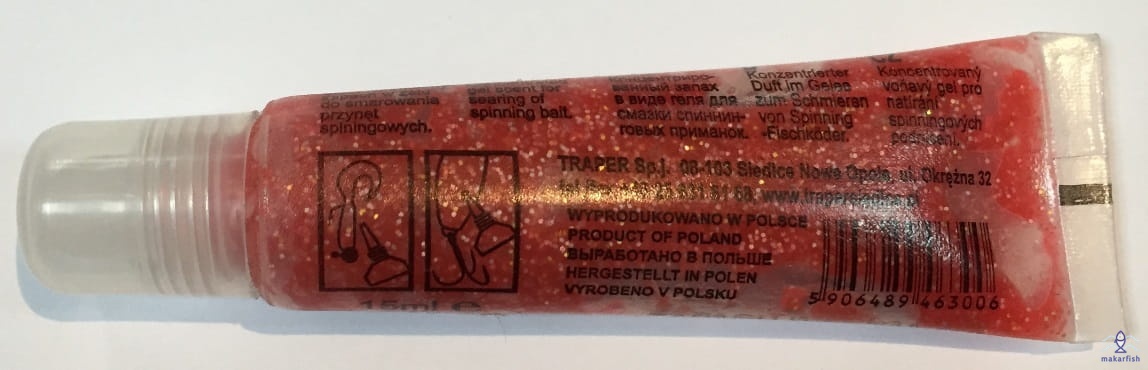 do smarowania
przynęt
spiningowych.
gel scent for
searing of
spinning bait.
Концентриро-
ванный запах
в виде геля для
смазки спиннин-
говых приманок.
Konzentrierter
Duft im Gelee
zum Schmieren
von Spinning
-Fischköder.
CZ
Koncentrovaný
voňavý gel pro
natírání
spinningových
TRAPER Sp.j. 08-103 Siedlce Nowe Opole, ul. Okrężna 32
WYPRODUKOWANO W POLSCE
PRODUCT OF POLAND
ВЫРАБОТАНО В ПОЛЬШЕ
HERGESTELLT IN POLEN
VYROBENO V POLSKU
15ml e
5 906489 463006
makarfish